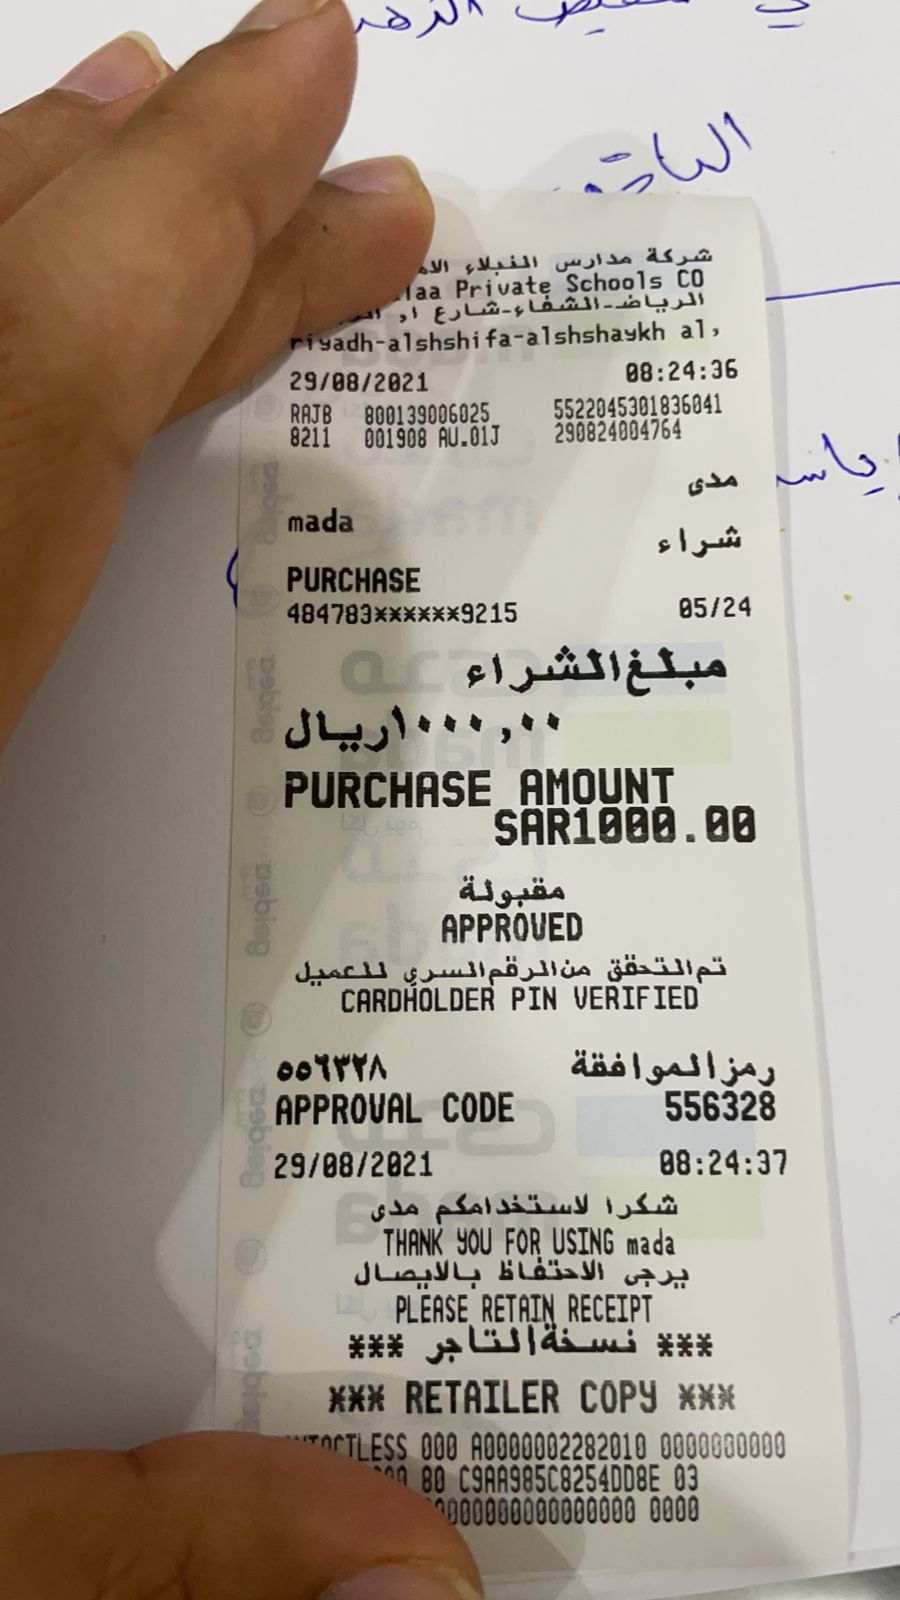 الباقي
شركة مدارس النبلاء
Private Schools CO
الرياض-الشفاء-شارع
riyadh-alshshifa-alshshaykh al,
29/08/2021 08:24:36
RAJB 800139006025 5522045301836041
8211 001908 AU.01J 290824004764
مدى
mada
شراء
PURCHASE
484783******9215 05/24
مبلغ الشراء
١٠٠٠,٠٠ ريال
PURCHASE AMOUNT
SAR1000.00
مقبولة
APPROVED
تم التحقق من الرقم السري للعميل
CARDHOLDER PIN VERIFIED
رمز الموافقة ٥٥٦٣٢٨
APPROVAL CODE 556328
29/08/2021 08:24:37
شكرا لاستخدامكم مدى
THANK YOU FOR USING mada
يرجى الاحتفاظ بالايصال
PLEASE RETAIN RECEIPT
*** نسخة التاجر ***
*** RETAILER COPY ***
000 A0000002282010 0000000000
80 C9AA985C8254DD8E 03
0000